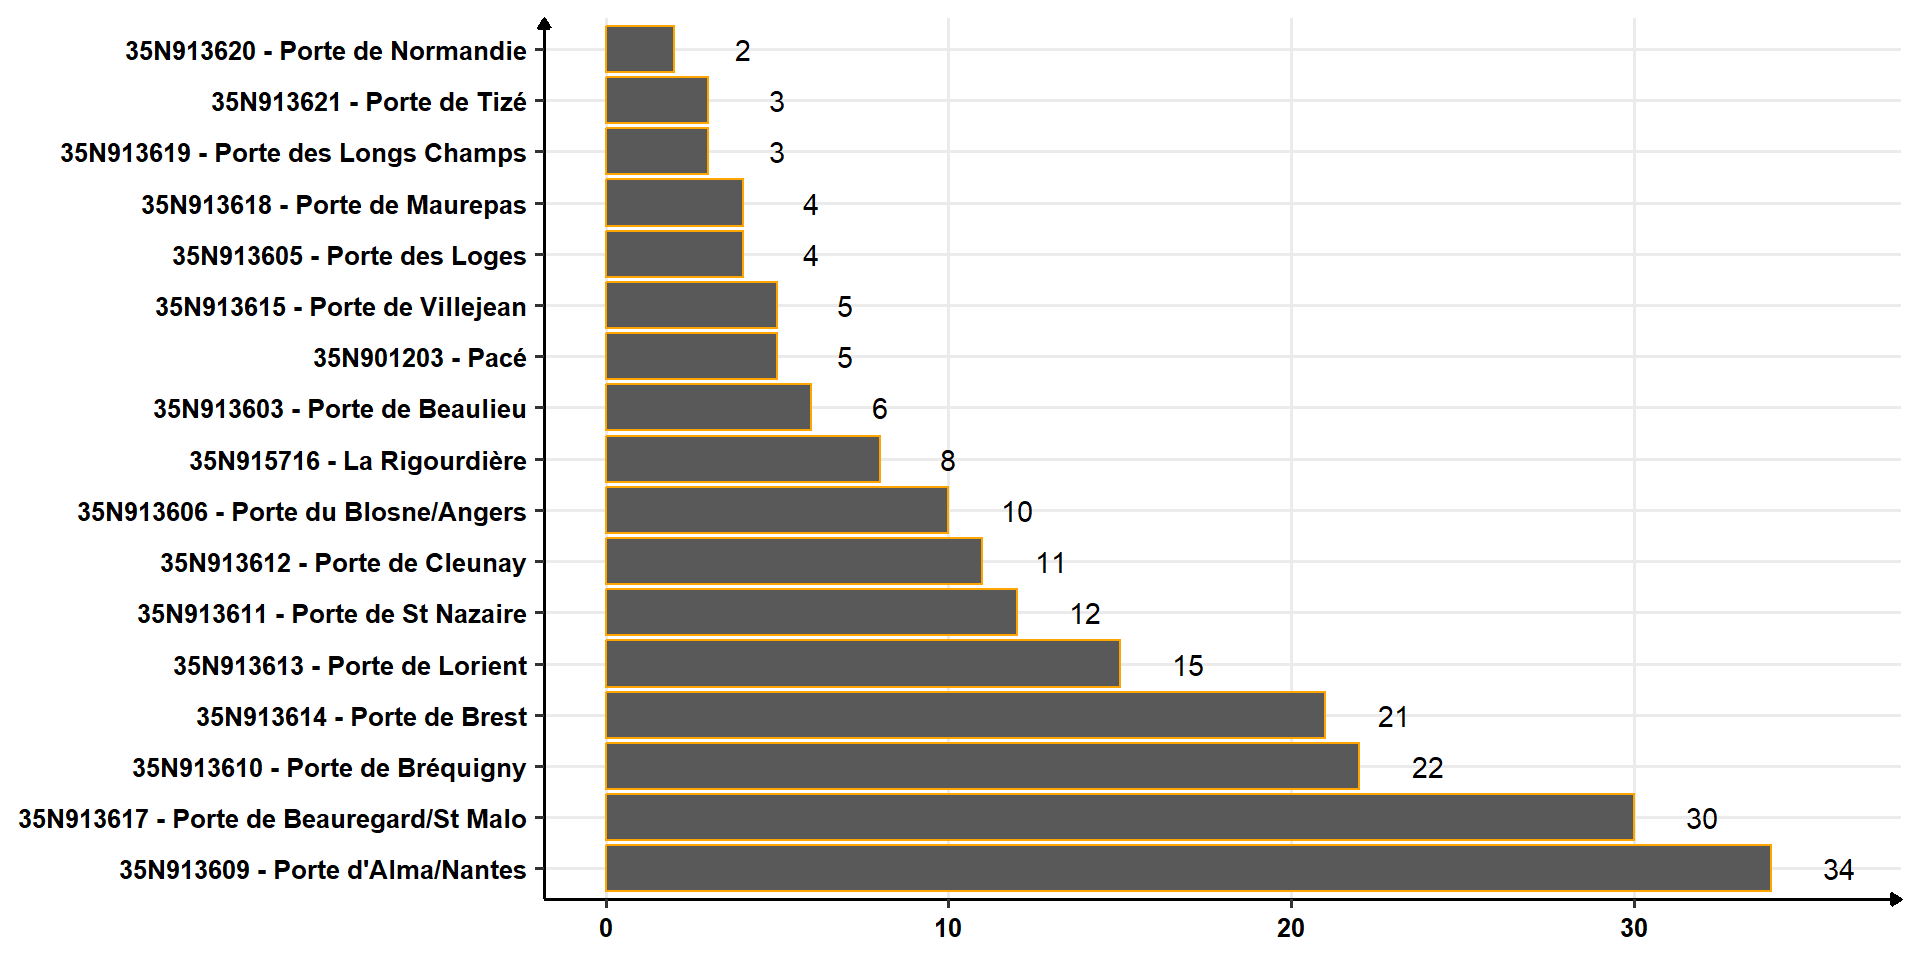 35N913620 - Porte de Normandie 2
35N913621 - Porte de Tizé 3
35N913619 - Porte des Longs Champs 3
35N913618 - Porte de Maurepas 4
35N913605 - Porte des Loges 4
35N913615 - Porte de Villejean 5
35N901203 - Pacé 5
35N913603 - Porte de Beaulieu 6
35N915716 - La Rigourdière 8
35N913606 - Porte du Blosne/Angers 10
35N913612 - Porte de Cleunay 11
35N913611 - Porte de St Nazaire 12
35N913613 - Porte de Lorient 15
35N913614 - Porte de Brest 21
35N913610 - Porte de Bréquigny 22
35N913617 - Porte de Beauregard/St Malo 30
35N913609 - Porte d'Alma/Nantes 34
0 10 20 30